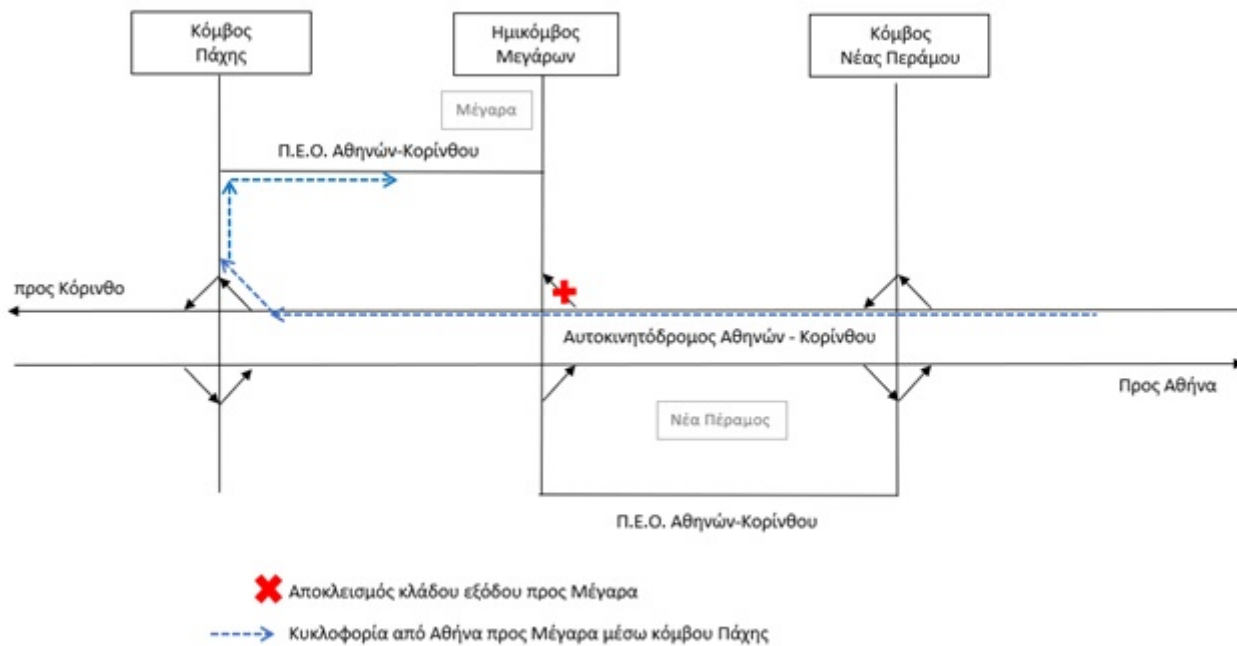 Κόμβος
Πάχης
Ημικόμβος
Μεγάρων
Κόμβος
Νέας Περάμου
Μέγαρα
Π.Ε.Ο. Αθηνών-Κορίνθου
προς Κόρινθο
Αυτοκινητόδρομος Αθηνών - Κορίνθου
Προς Αθήνα
Νέα Πέραμος
Π.Ε.Ο. Αθηνών-Κορίνθου
Αποκλεισμός κλάδου εξόδου προς Μέγαρα
Κυκλοφορία από Αθήνα προς Μέγαρα μέσω κόμβου Πάχης